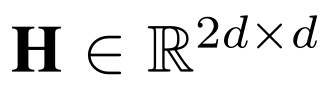 𝐇 ∈ ℝ^{2d×d}